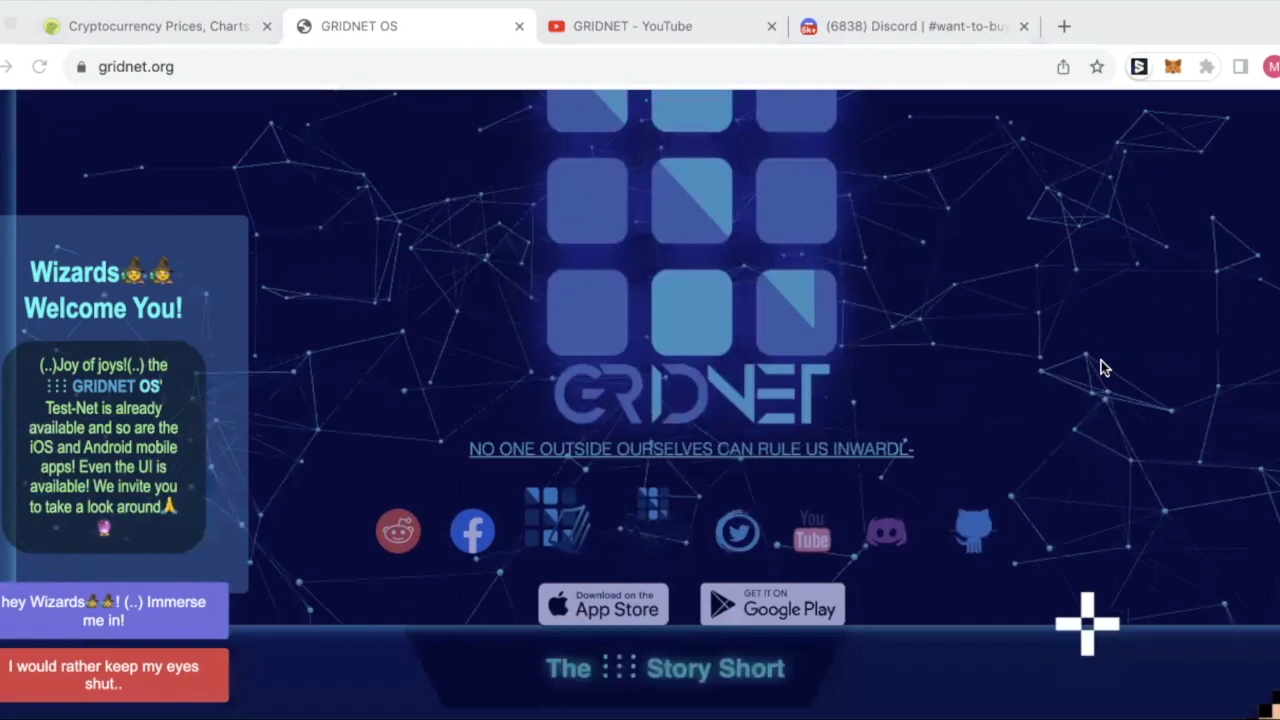 Cryptocurrency Prices, Charts
GRIDNET OS
GRIDNET - YouTube
(6838) Discord | #want-to-bu
gridnet.org
M
Wizards🧙🧙
Welcome You!
(..)Joy of joys!(..) the
GRIDNET OS'
Test-Net is already
available and so are the
iOS and Android mobile
apps! Even the UI is
available! We invite you
to take a look around🙏
🔮
hey Wizards🧙🧙! (..) Immerse
me in!
I would rather keep my eyes
shut..
GRIDNET
NO ONE OUTSIDE OURSELVES CAN RULE US INWARDL-
You
Tube
Download on the
App Store
GET IT ON
Google Play
The ⋮⋮⋮ Story Short